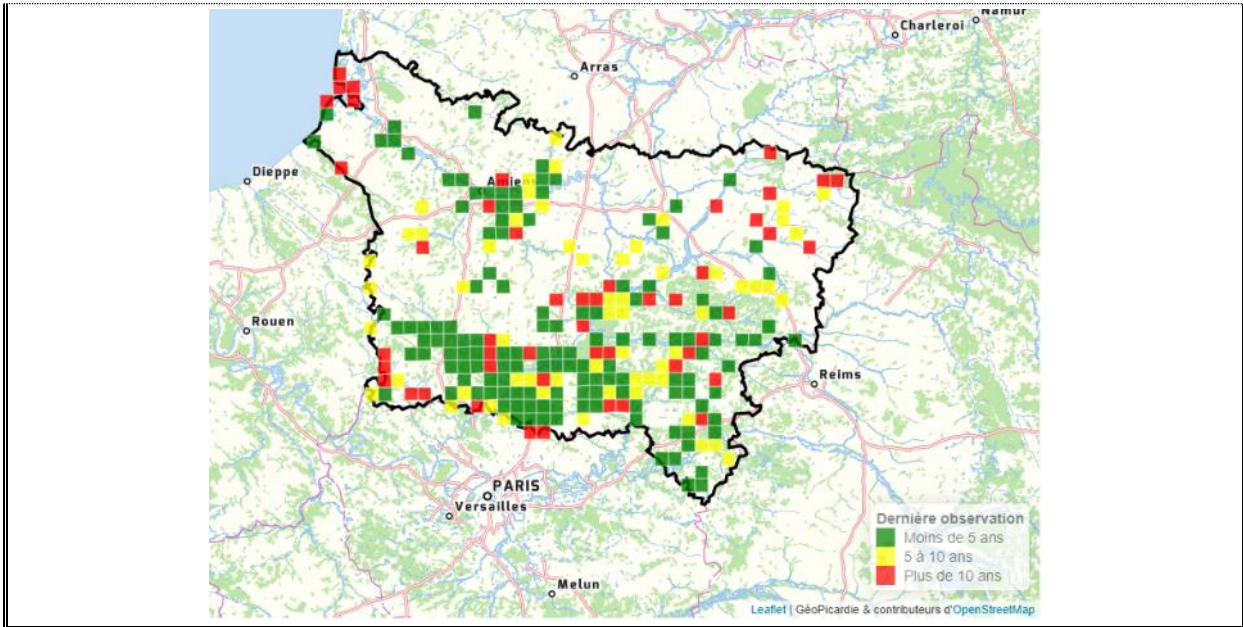 Namur
Charleroi
Arras
Dieppe
Amiens
Rouen
Reims
PARIS
Versailles
Melun
Dernière observation
Moins de 5 ans
5 à 10 ans
Plus de 10 ans
Leaflet | GéoPicardie & contributeurs d'OpenStreetMap